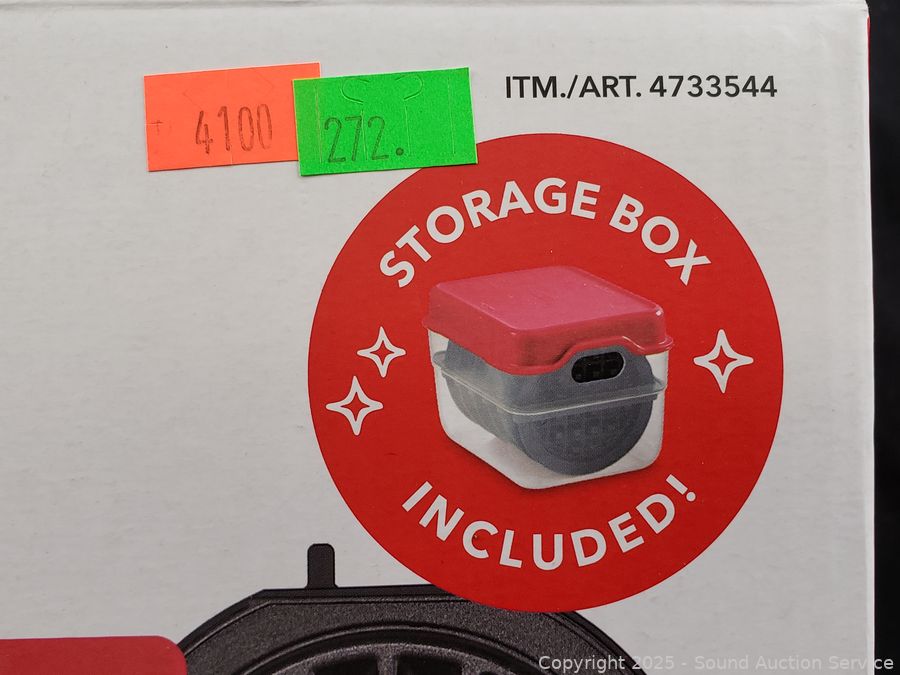 ITM./ART. 4733544
4100
272.
STORAGE BOX
INCLUDED!
Copyright 2025 - Sound Auction Service